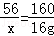 56/x = 160/16g